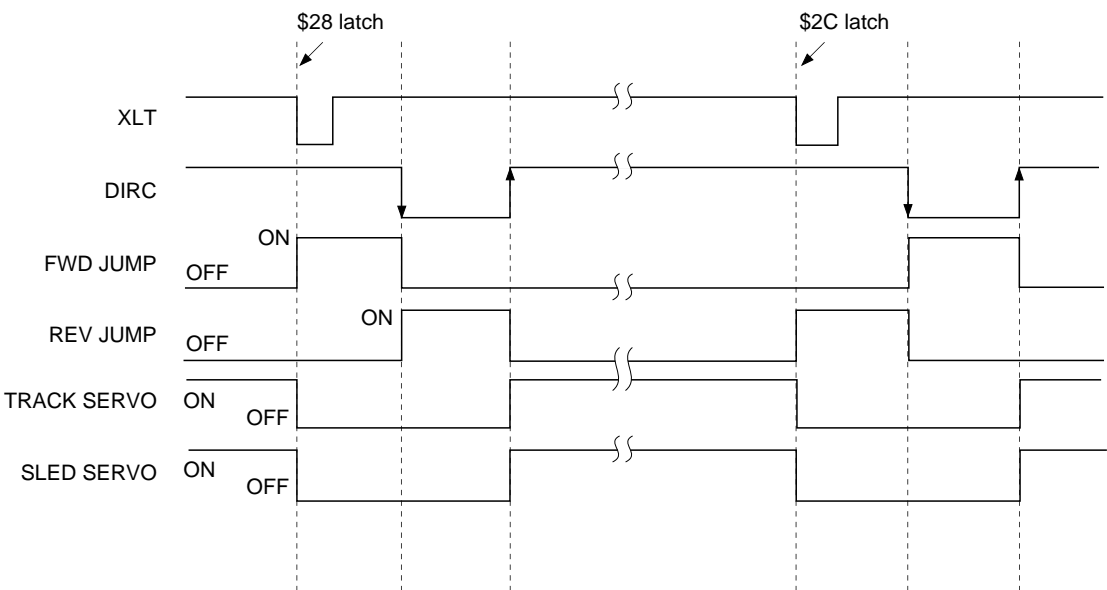 $28 latch
$2C latch
XLT
DIRC
ON
FWD JUMP
OFF
ON
REV JUMP
OFF
TRACK SERVO
ON
OFF
SLED SERVO
ON
OFF